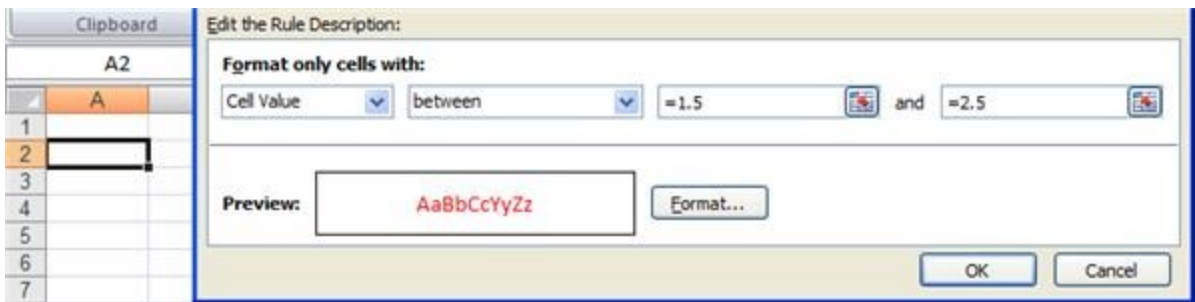 Clipboard
Edit the Rule Description:
A2
Format only cells with:
A
Cell Value between =1.5 and =2.5
1
2
3
Preview: AaBbCcYyZz Format...
4
5
6
OK Cancel
7